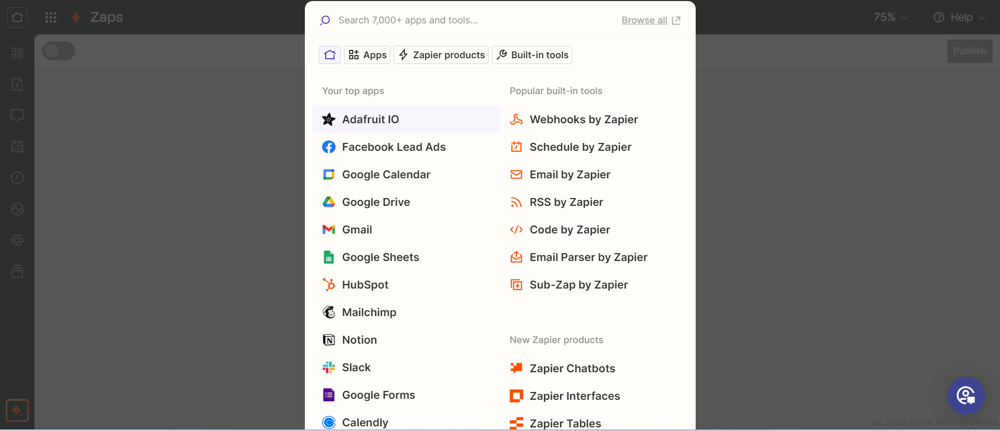 Zaps
Search 7,000+ apps and tools...
Browse all
75%
Help
Apps
Zapier products
Built-in tools
Publish
Your top apps
Adafruit IO
Facebook Lead Ads
Google Calendar
Google Drive
Gmail
Google Sheets
HubSpot
Mailchimp
Notion
Slack
Google Forms
Calendly
Popular built-in tools
Webhooks by Zapier
Schedule by Zapier
Email by Zapier
RSS by Zapier
Code by Zapier
Email Parser by Zapier
Sub-Zap by Zapier
New Zapier products
Zapier Chatbots
Zapier Interfaces
Zapier Tables
ver. 2024-07-24T16:12-5034aa0d